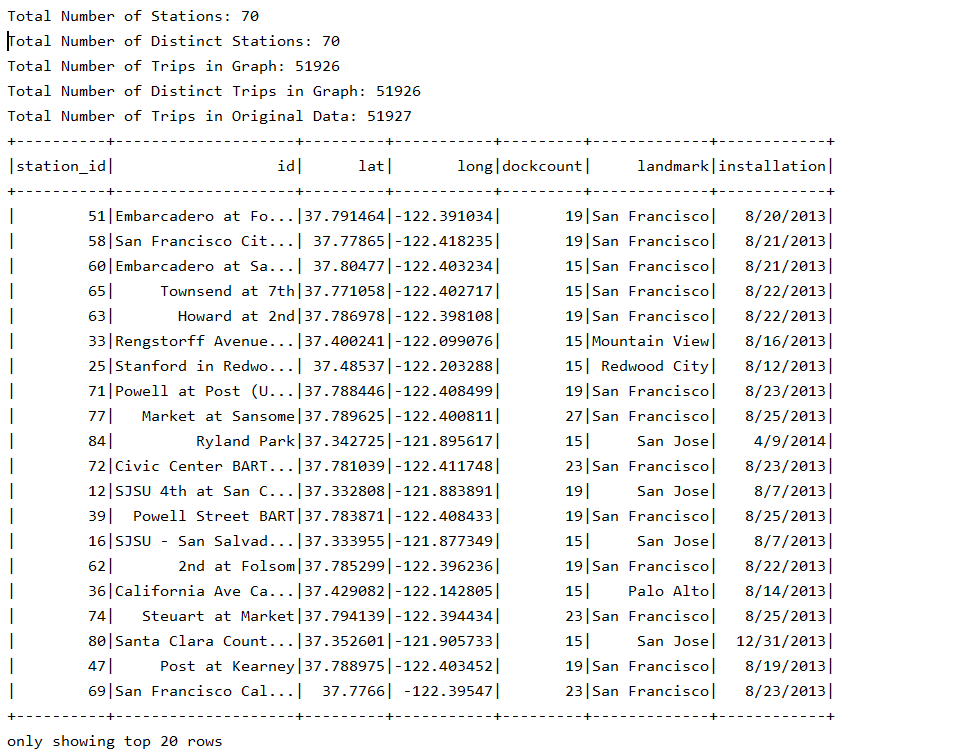 Total Number of Stations: 70
Total Number of Distinct Stations: 70
Total Number of Trips in Graph: 51926
Total Number of Distinct Trips in Graph: 51926
Total Number of Trips in Original Data: 51927
+----------+--------------------+---------+-----------+---------+-------------+------------+
|station_id|                  id|      lat|       long|dockcount|     landmark|installation|
+----------+--------------------+---------+-----------+---------+-------------+------------+
|        51|Embarcadero at Fo...|37.791464|-122.391034|       19|San Francisco|   8/20/2013|
|        58|San Francisco Cit...| 37.77865|-122.418235|       19|San Francisco|   8/21/2013|
|        60|Embarcadero at Sa...| 37.80477|-122.403234|       15|San Francisco|   8/21/2013|
|        65|     Townsend at 7th|37.771058|-122.402717|       15|San Francisco|   8/22/2013|
|        63|       Howard at 2nd|37.786978|-122.398108|       19|San Francisco|   8/22/2013|
|        33|Rengstorff Avenue...|37.400241|-122.099076|       15|Mountain View|   8/16/2013|
|        25|Stanford in Redwo...| 37.48537|-122.203288|       15| Redwood City|   8/12/2013|
|        71|Powell at Post (U...|37.788446|-122.408499|       19|San Francisco|   8/23/2013|
|        77|   Market at Sansome|37.789625|-122.400811|       27|San Francisco|   8/25/2013|
|        84|         Ryland Park|37.342725|-121.895617|       15|     San Jose|    4/9/2014|
|        72|Civic Center BART...|37.781039|-122.411748|       23|San Francisco|   8/23/2013|
|        12|SJSU 4th at San C...|37.332808|-121.883891|       19|     San Jose|    8/7/2013|
|        39|  Powell Street BART|37.783871|-122.408433|       19|San Francisco|   8/25/2013|
|        16|SJSU - San Salvad...|37.333955|-121.877349|       15|     San Jose|    8/7/2013|
|        62|       2nd at Folsom|37.785299|-122.396236|       19|San Francisco|   8/22/2013|
|        36|California Ave Ca...|37.429082|-122.142805|       15|    Palo Alto|   8/14/2013|
|        74|   Steuart at Market|37.794139|-122.394434|       23|San Francisco|   8/25/2013|
|        80|Santa Clara Count...|37.352601|-121.905733|       15|     San Jose|  12/31/2013|
|        47|     Post at Kearney|37.788975|-122.403452|       19|San Francisco|   8/19/2013|
|        69|San Francisco Cal...|  37.7766| -122.39547|       23|San Francisco|   8/23/2013|
+----------+--------------------+---------+-----------+---------+-------------+------------+
only showing top 20 rows